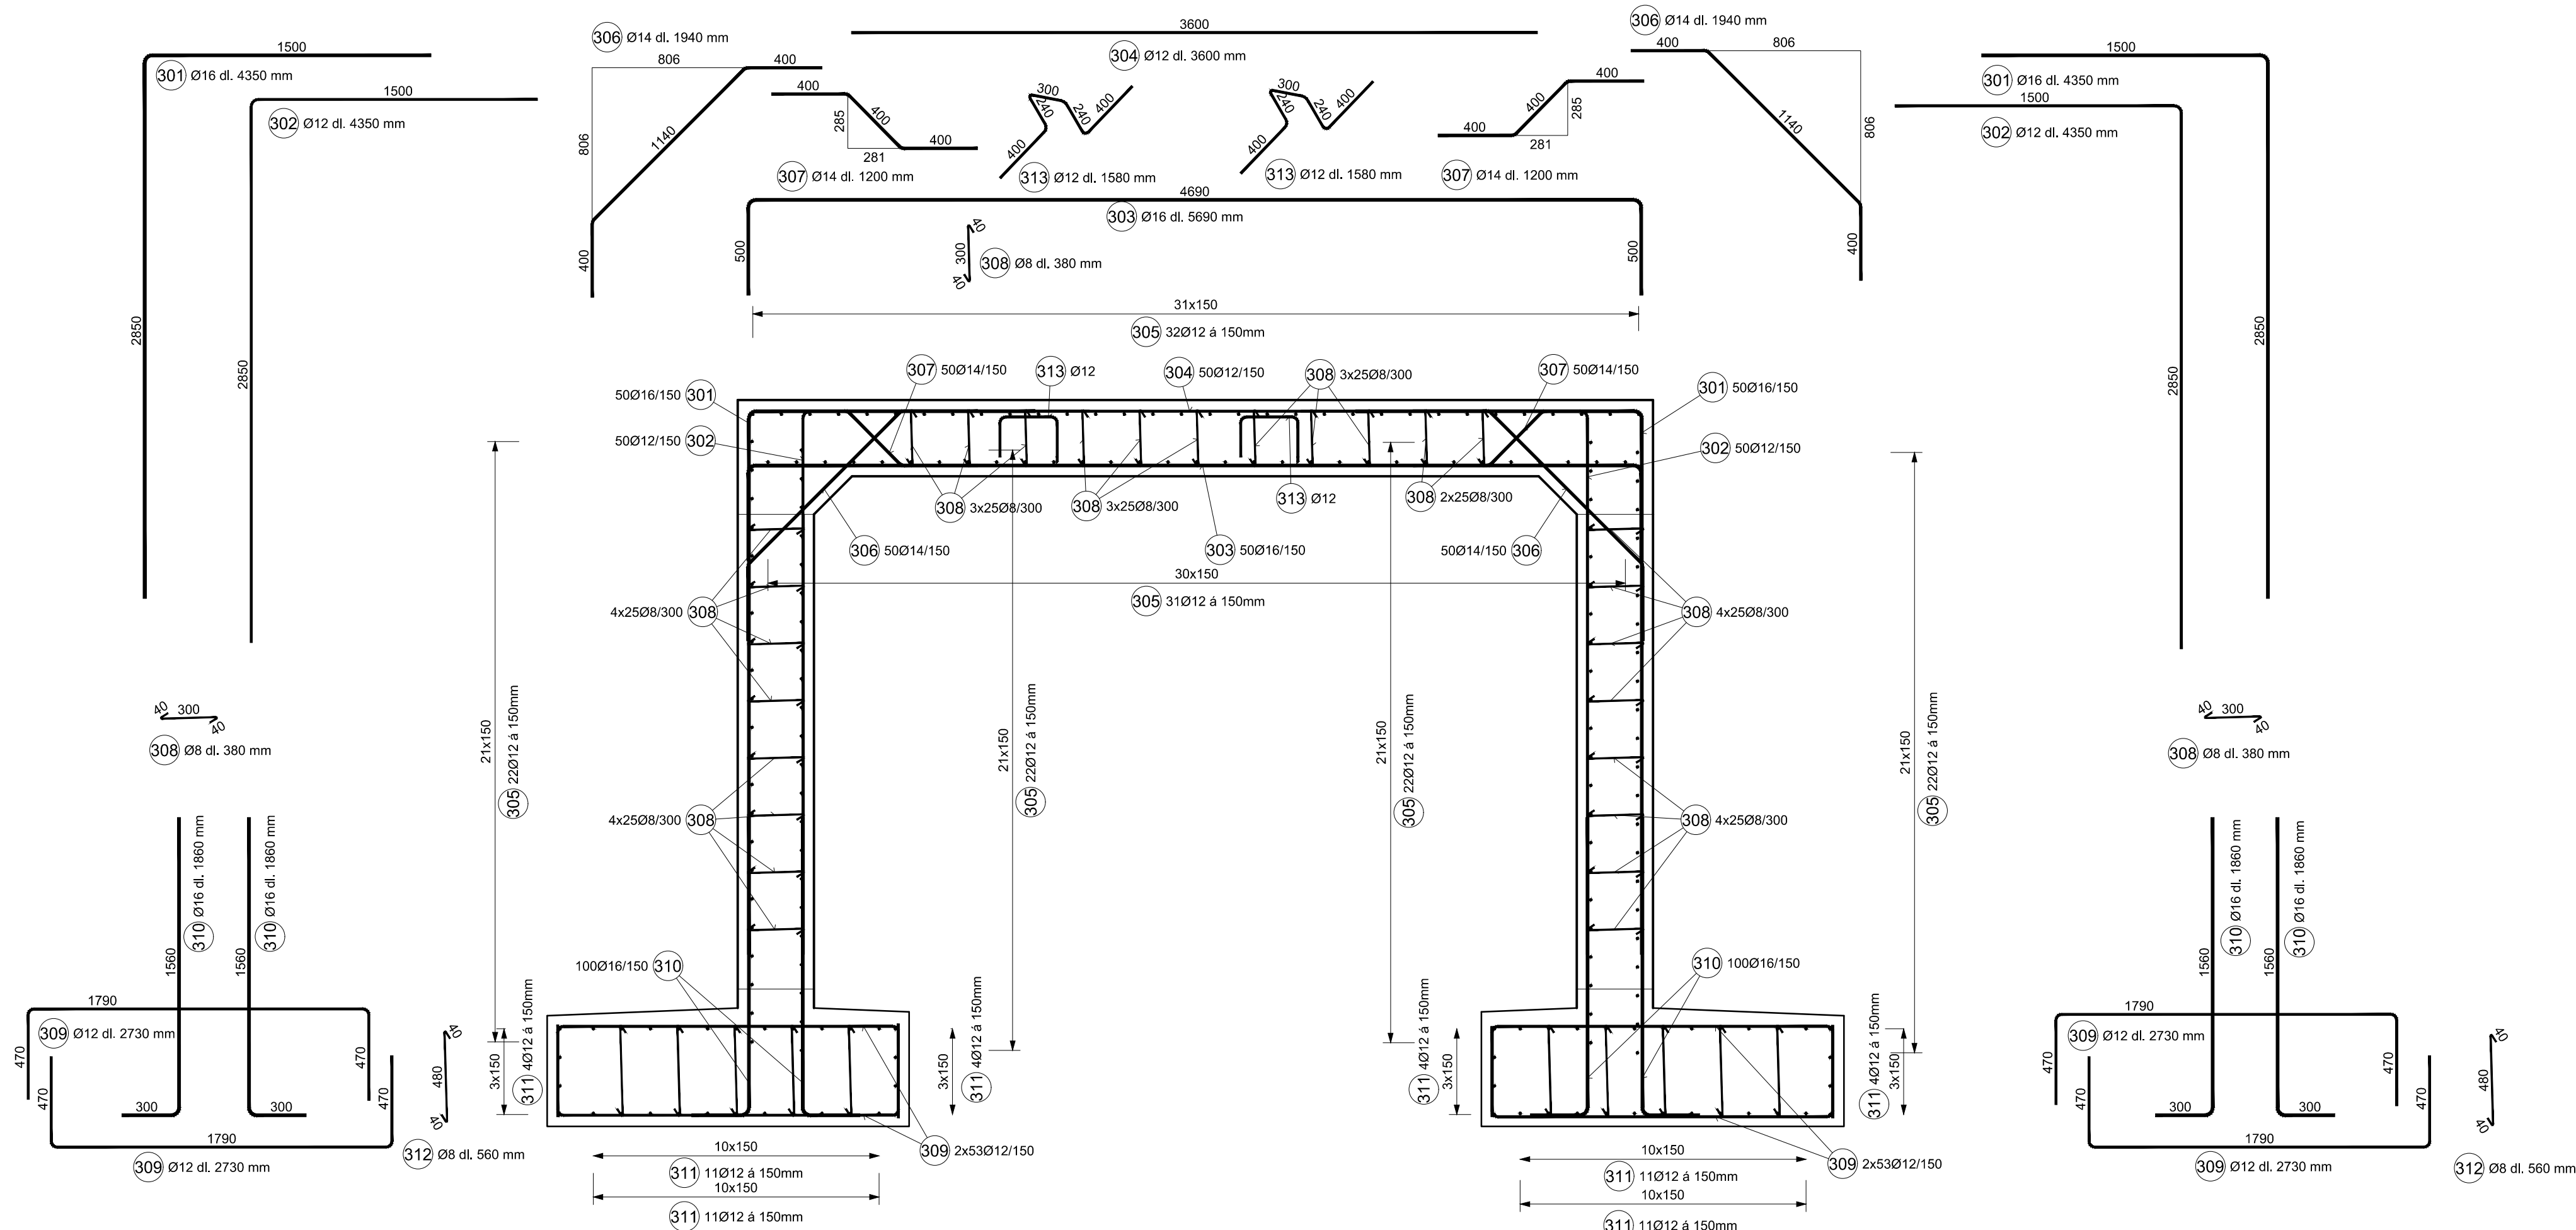 3600
304 Ø12 dl. 3600 mm
1500
301 Ø16 dl. 4350 mm
2850
1500
302 Ø12 dl. 4350 mm
2850
306 Ø14 dl. 1940 mm
806
400
806
1140
400
400
285
400
400
281
307 Ø14 dl. 1200 mm
300
240
240
400
400
313 Ø12 dl. 1580 mm
300
240
240
400
400
313 Ø12 dl. 1580 mm
400
400
285
400
281
307 Ø14 dl. 1200 mm
306 Ø14 dl. 1940 mm
400
806
806
1140
400
1500
301 Ø16 dl. 4350 mm
2850
1500
302 Ø12 dl. 4350 mm
2850
4690
303 Ø16 dl. 5690 mm
500
500
40
300
40
308 Ø8 dl. 380 mm
31x150
305 32Ø12 á 150mm
50Ø16/150 301
307 50Ø14/150
313 Ø12
304 50Ø12/150
308 3x25Ø8/300
307 50Ø14/150
301 50Ø16/150
50Ø12/150 302
302 50Ø12/150
308 3x25Ø8/300
308 3x25Ø8/300
313 Ø12
308 2x25Ø8/300
306 50Ø14/150
303 50Ø16/150
50Ø14/150 306
30x150
305 31Ø12 á 150mm
4x25Ø8/300 308
308 4x25Ø8/300
21x150
305 22Ø12 á 150mm
21x150
305 22Ø12 á 150mm
21x150
305 22Ø12 á 150mm
21x150
305 22Ø12 á 150mm
4x25Ø8/300 308
308 4x25Ø8/300
40
300
40
308 Ø8 dl. 380 mm
40
300
40
308 Ø8 dl. 380 mm
310 Ø16 dl. 1860 mm
1560
300
310 Ø16 dl. 1860 mm
1560
300
1790
309 Ø12 dl. 2730 mm
470
470
470
470
1790
309 Ø12 dl. 2730 mm
40
480
40
312 Ø8 dl. 560 mm
100Ø16/150 310
310 100Ø16/150
3x150
311 4Ø12 á 150mm
3x150
311 4Ø12 á 150mm
3x150
311 4Ø12 á 150mm
3x150
311 4Ø12 á 150mm
309 2x53Ø12/150
309 2x53Ø12/150
10x150
311 11Ø12 á 150mm
10x150
311 11Ø12 á 150mm
10x150
311 11Ø12 á 150mm
10x150
311 11Ø12 á 150mm
310 Ø16 dl. 1860 mm
1560
300
310 Ø16 dl. 1860 mm
1560
300
1790
309 Ø12 dl. 2730 mm
470
470
470
470
1790
309 Ø12 dl. 2730 mm
40
480
40
312 Ø8 dl. 560 mm